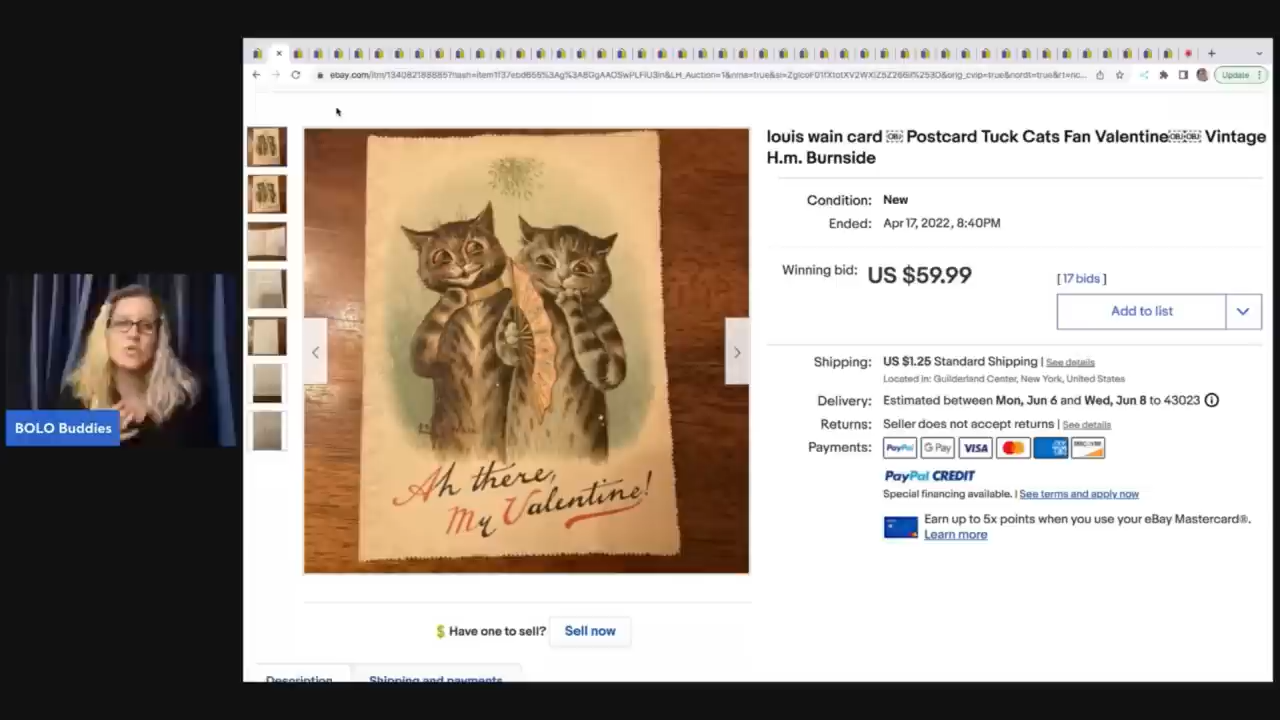 Update
louis wain card OBJ Postcard Tuck Cats Fan ValentineOBJOBJ Vintage
H.m. Burnside
Condition: New
Ended: Apr 17, 2022, 8:40PM
Winning bid: US $59.99 [ 17 bids ]
Add to list
Shipping: US $1.25 Standard Shipping | See details
Located in: Guilderland Center, New York, United States
Delivery: Estimated between Mon, Jun 6 and Wed, Jun 8 to 43023
Returns: Seller does not accept returns | See details
Payments: PayPal G Pay VISA
PayPal CREDIT
Special financing available. | See terms and apply now
Earn up to 5x points when you use your eBay Mastercard®.
Learn more
Ah there,
My Valentine!
BOLO Buddies
$ Have one to sell? Sell now
Description Shipping and payments